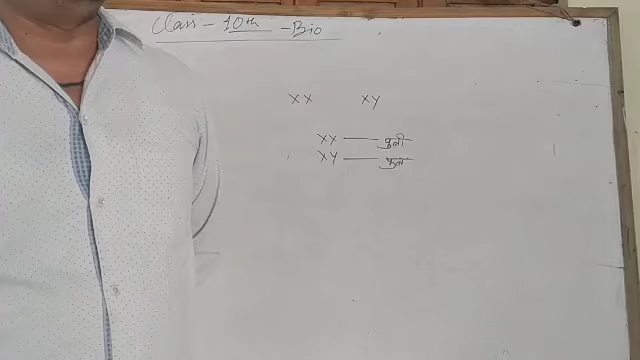 Class:- 10th - Bio
XX XY
XX —— पुत्री
XY ——